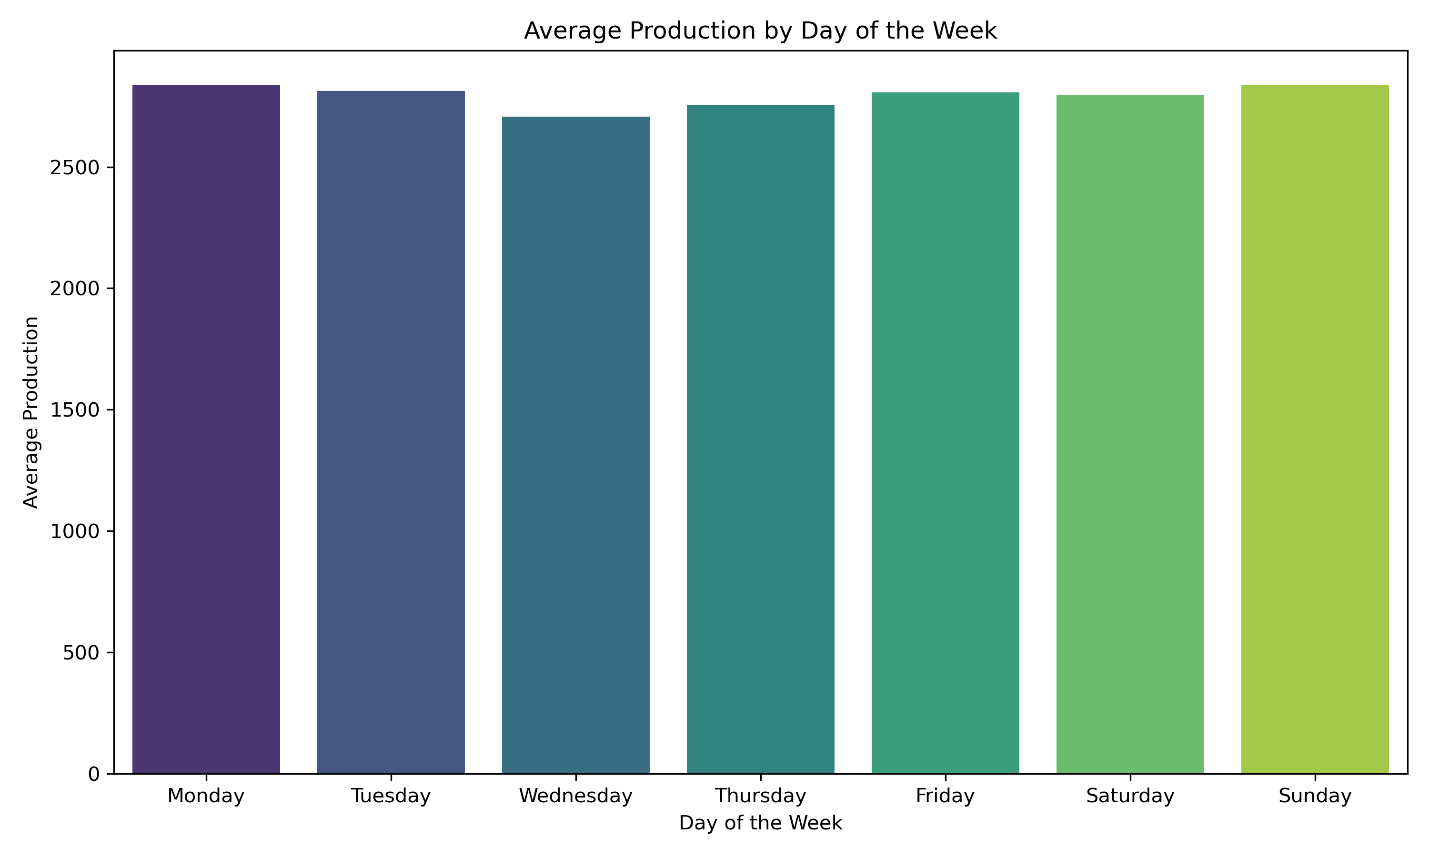 Average Production by Day of the Week
Average Production
2500
2000
1500
1000
500
0
Monday Tuesday Wednesday Thursday Friday Saturday Sunday
Day of the Week